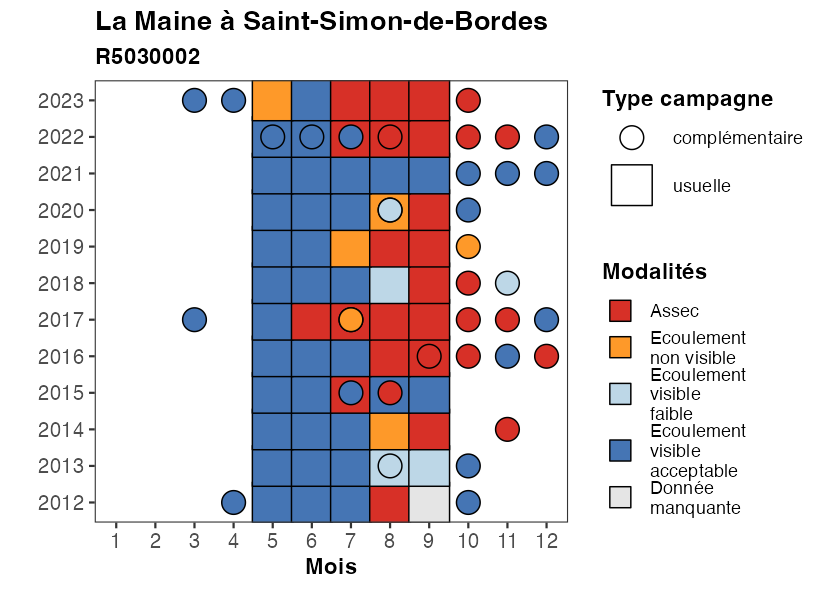 La Maine à Saint-Simon-de-Bordes
R5030002
2023
2022
2021
2020
2019
2018
2017
2016
2015
2014
2013
2012
1 2 3 4 5 6 7 8 9 10 11 12
Mois
Type campagne
complémentaire
usuelle
Modalités
Assec
Ecoulement
non visible
Ecoulement
visible
faible
Ecoulement
visible
acceptable
Donnée
manquante